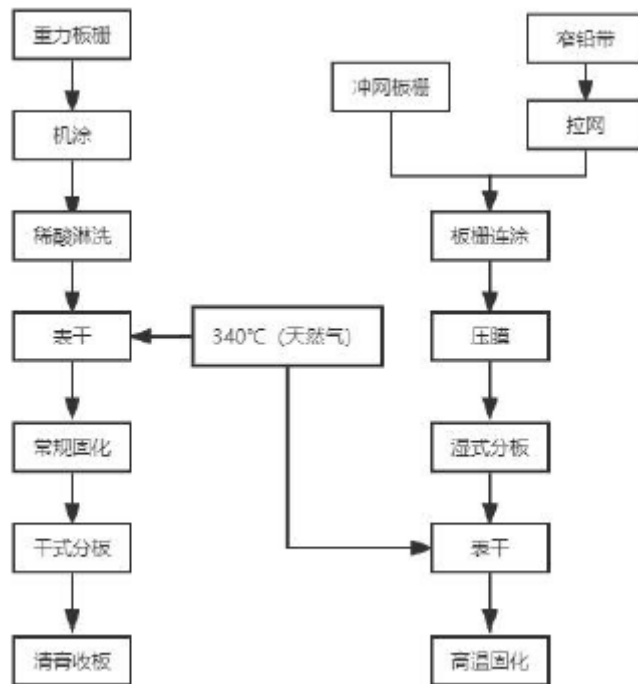 重力板栅
窄铅带
冲网板栅
机涂
拉网
稀酸淋洗
板栅连涂
表干
340℃（天然气）
压膜
常规固化
湿式分板
干式分板
表干
清膏收板
高温固化